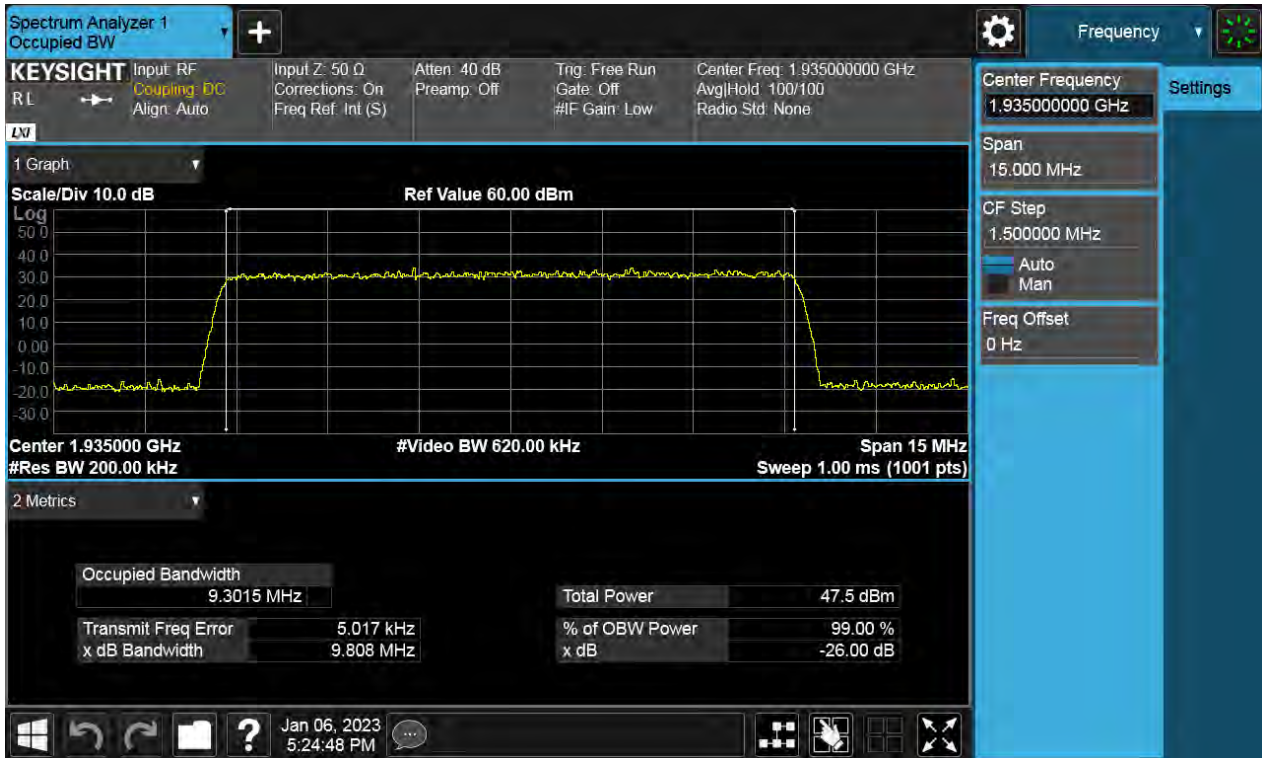 Spectrum Analyzer 1
Occupied BW
+
Frequency
KEYSIGHT
R L
LXI
Input: RF
Coupling: DC
Align: Auto
Input Z: 50 Ω
Corrections: On
Freq Ref: Int (S)
Atten: 40 dB
Preamp: Off
Trig: Free Run
Gate: Off
#IF Gain: Low
Center Freq: 1.935000000 GHz
Avg|Hold: 100/100
Radio Std: None
Center Frequency
1.935000000 GHz
Settings
Span
15.000 MHz
CF Step
1.500000 MHz
Auto
Man
Freq Offset
0 Hz
1 Graph
Scale/Div 10.0 dB
Ref Value 60.00 dBm
Log
50.0
40.0
30.0
20.0
10.0
0.00
-10.0
-20.0
-30.0
Center 1.935000 GHz
#Video BW 620.00 kHz
Span 15 MHz
#Res BW 200.00 kHz
Sweep 1.00 ms (1001 pts)
2 Metrics
Occupied Bandwidth
9.3015 MHz
Total Power 47.5 dBm
Transmit Freq Error 5.017 kHz
% of OBW Power 99.00 %
x dB Bandwidth 9.808 MHz
x dB -26.00 dB
?
Jan 06, 2023
5:24:48 PM